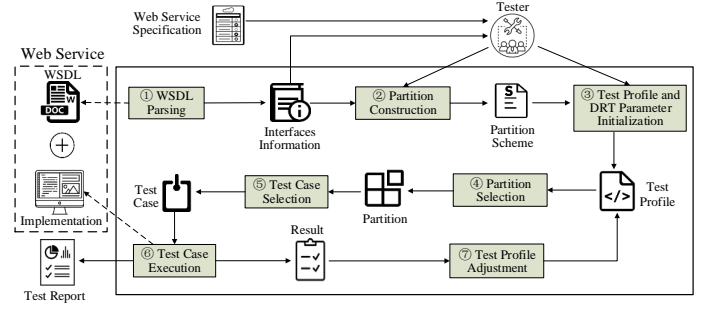 Web Service
Specification
Tester
Web Service
WSDL
W
DOC
① WSDL
Parsing
Interfaces
Information
② Partition
Construction
$
Partition
Scheme
③ Test Profile and
DRT Parameter
Initialization
Implementation
Test
Case
⑤ Test Case
Selection
Partition
④ Partition
Selection
</>
Test
Profile
Test Report
⑥ Test Case
Execution
Result
⑦ Test Profile
Adjustment